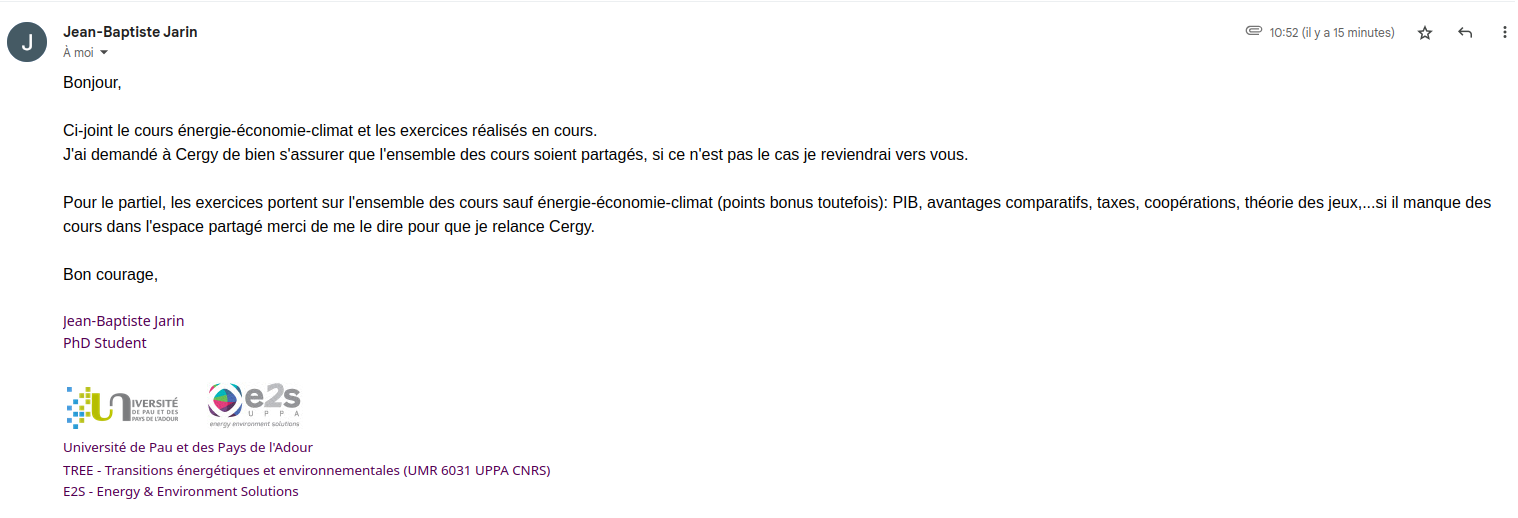 J
Jean-Baptiste Jarin
10:52 (il y a 15 minutes)
À moi
Bonjour,
Ci-joint le cours énergie-économie-climat et les exercices réalisés en cours.
J'ai demandé à Cergy de bien s'assurer que l'ensemble des cours soient partagés, si ce n'est pas le cas je reviendrai vers vous.
Pour le partiel, les exercices portent sur l'ensemble des cours sauf énergie-économie-climat (points bonus toutefois): PIB, avantages comparatifs, taxes, coopérations, théorie des jeux,...si il manque des
cours dans l'espace partagé merci de me le dire pour que je relance Cergy.
Bon courage,
Jean-Baptiste Jarin
PhD Student
UNIVERSITÉ
DE PAU ET DES
PAYS DE L'ADOUR
e2s
UPPA
energy environment solutions
Université de Pau et des Pays de l'Adour
TREE - Transitions énergétiques et environnementales (UMR 6031 UPPA CNRS)
E2S - Energy & Environment Solutions